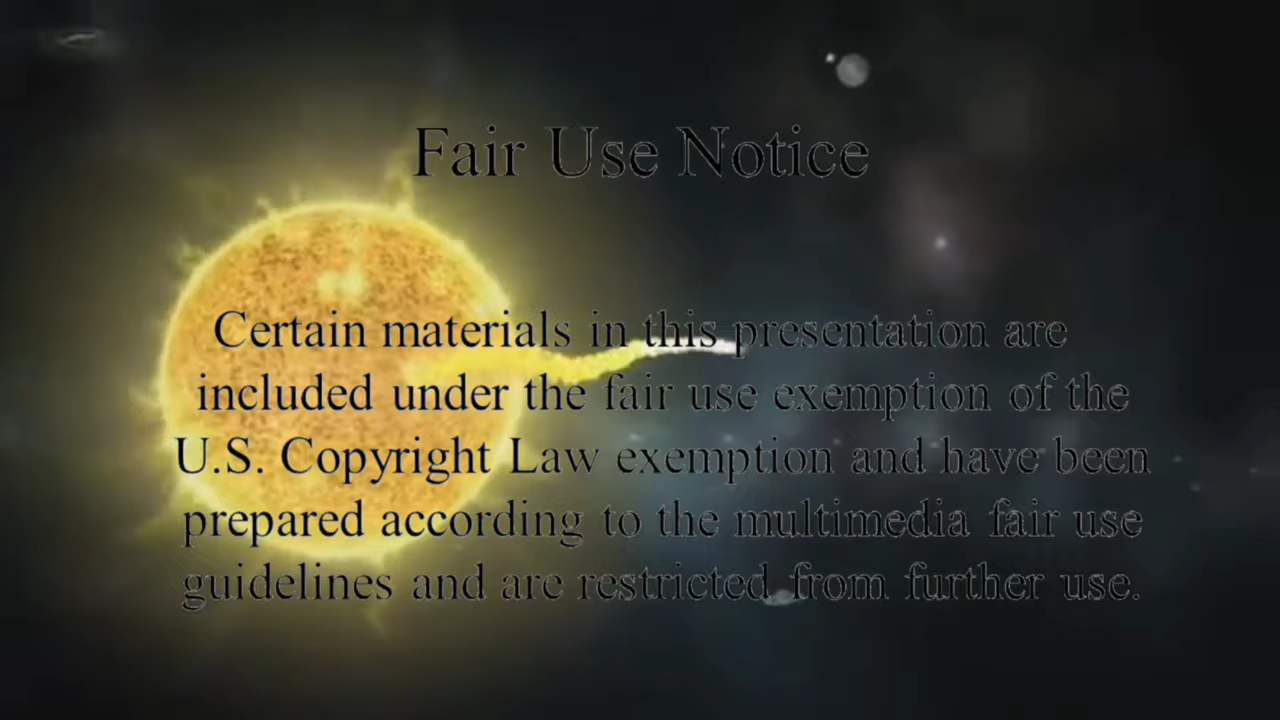 Fair Use Notice
Certain materials in this presentation are
included under the fair use exemption of the
U.S. Copyright Law exemption and have been
prepared according to the multimedia fair use
guidelines and are restricted from further use.